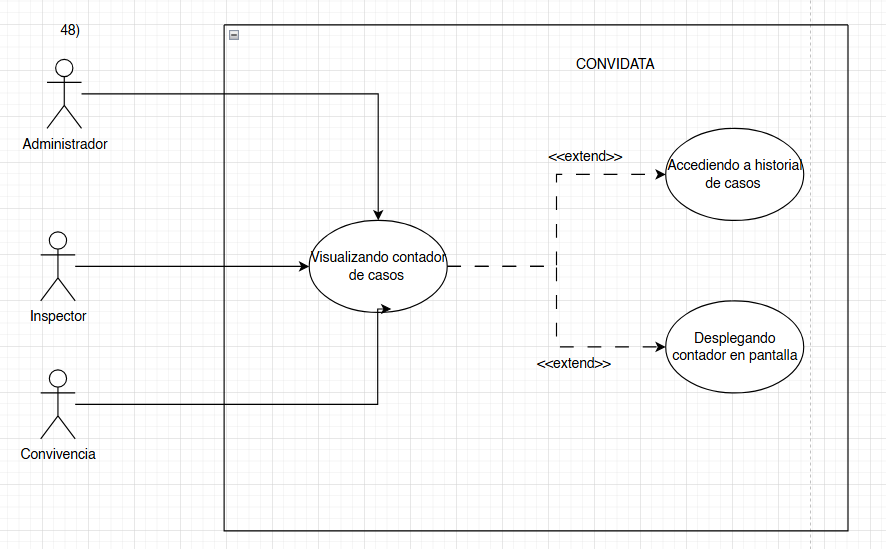 48)
CONVIDATA
Administrador
<<extend>>
Accediendo a historial
de casos
Visualizando contador
de casos
Inspector
Desplegando
contador en pantalla
<<extend>>
Convivencia